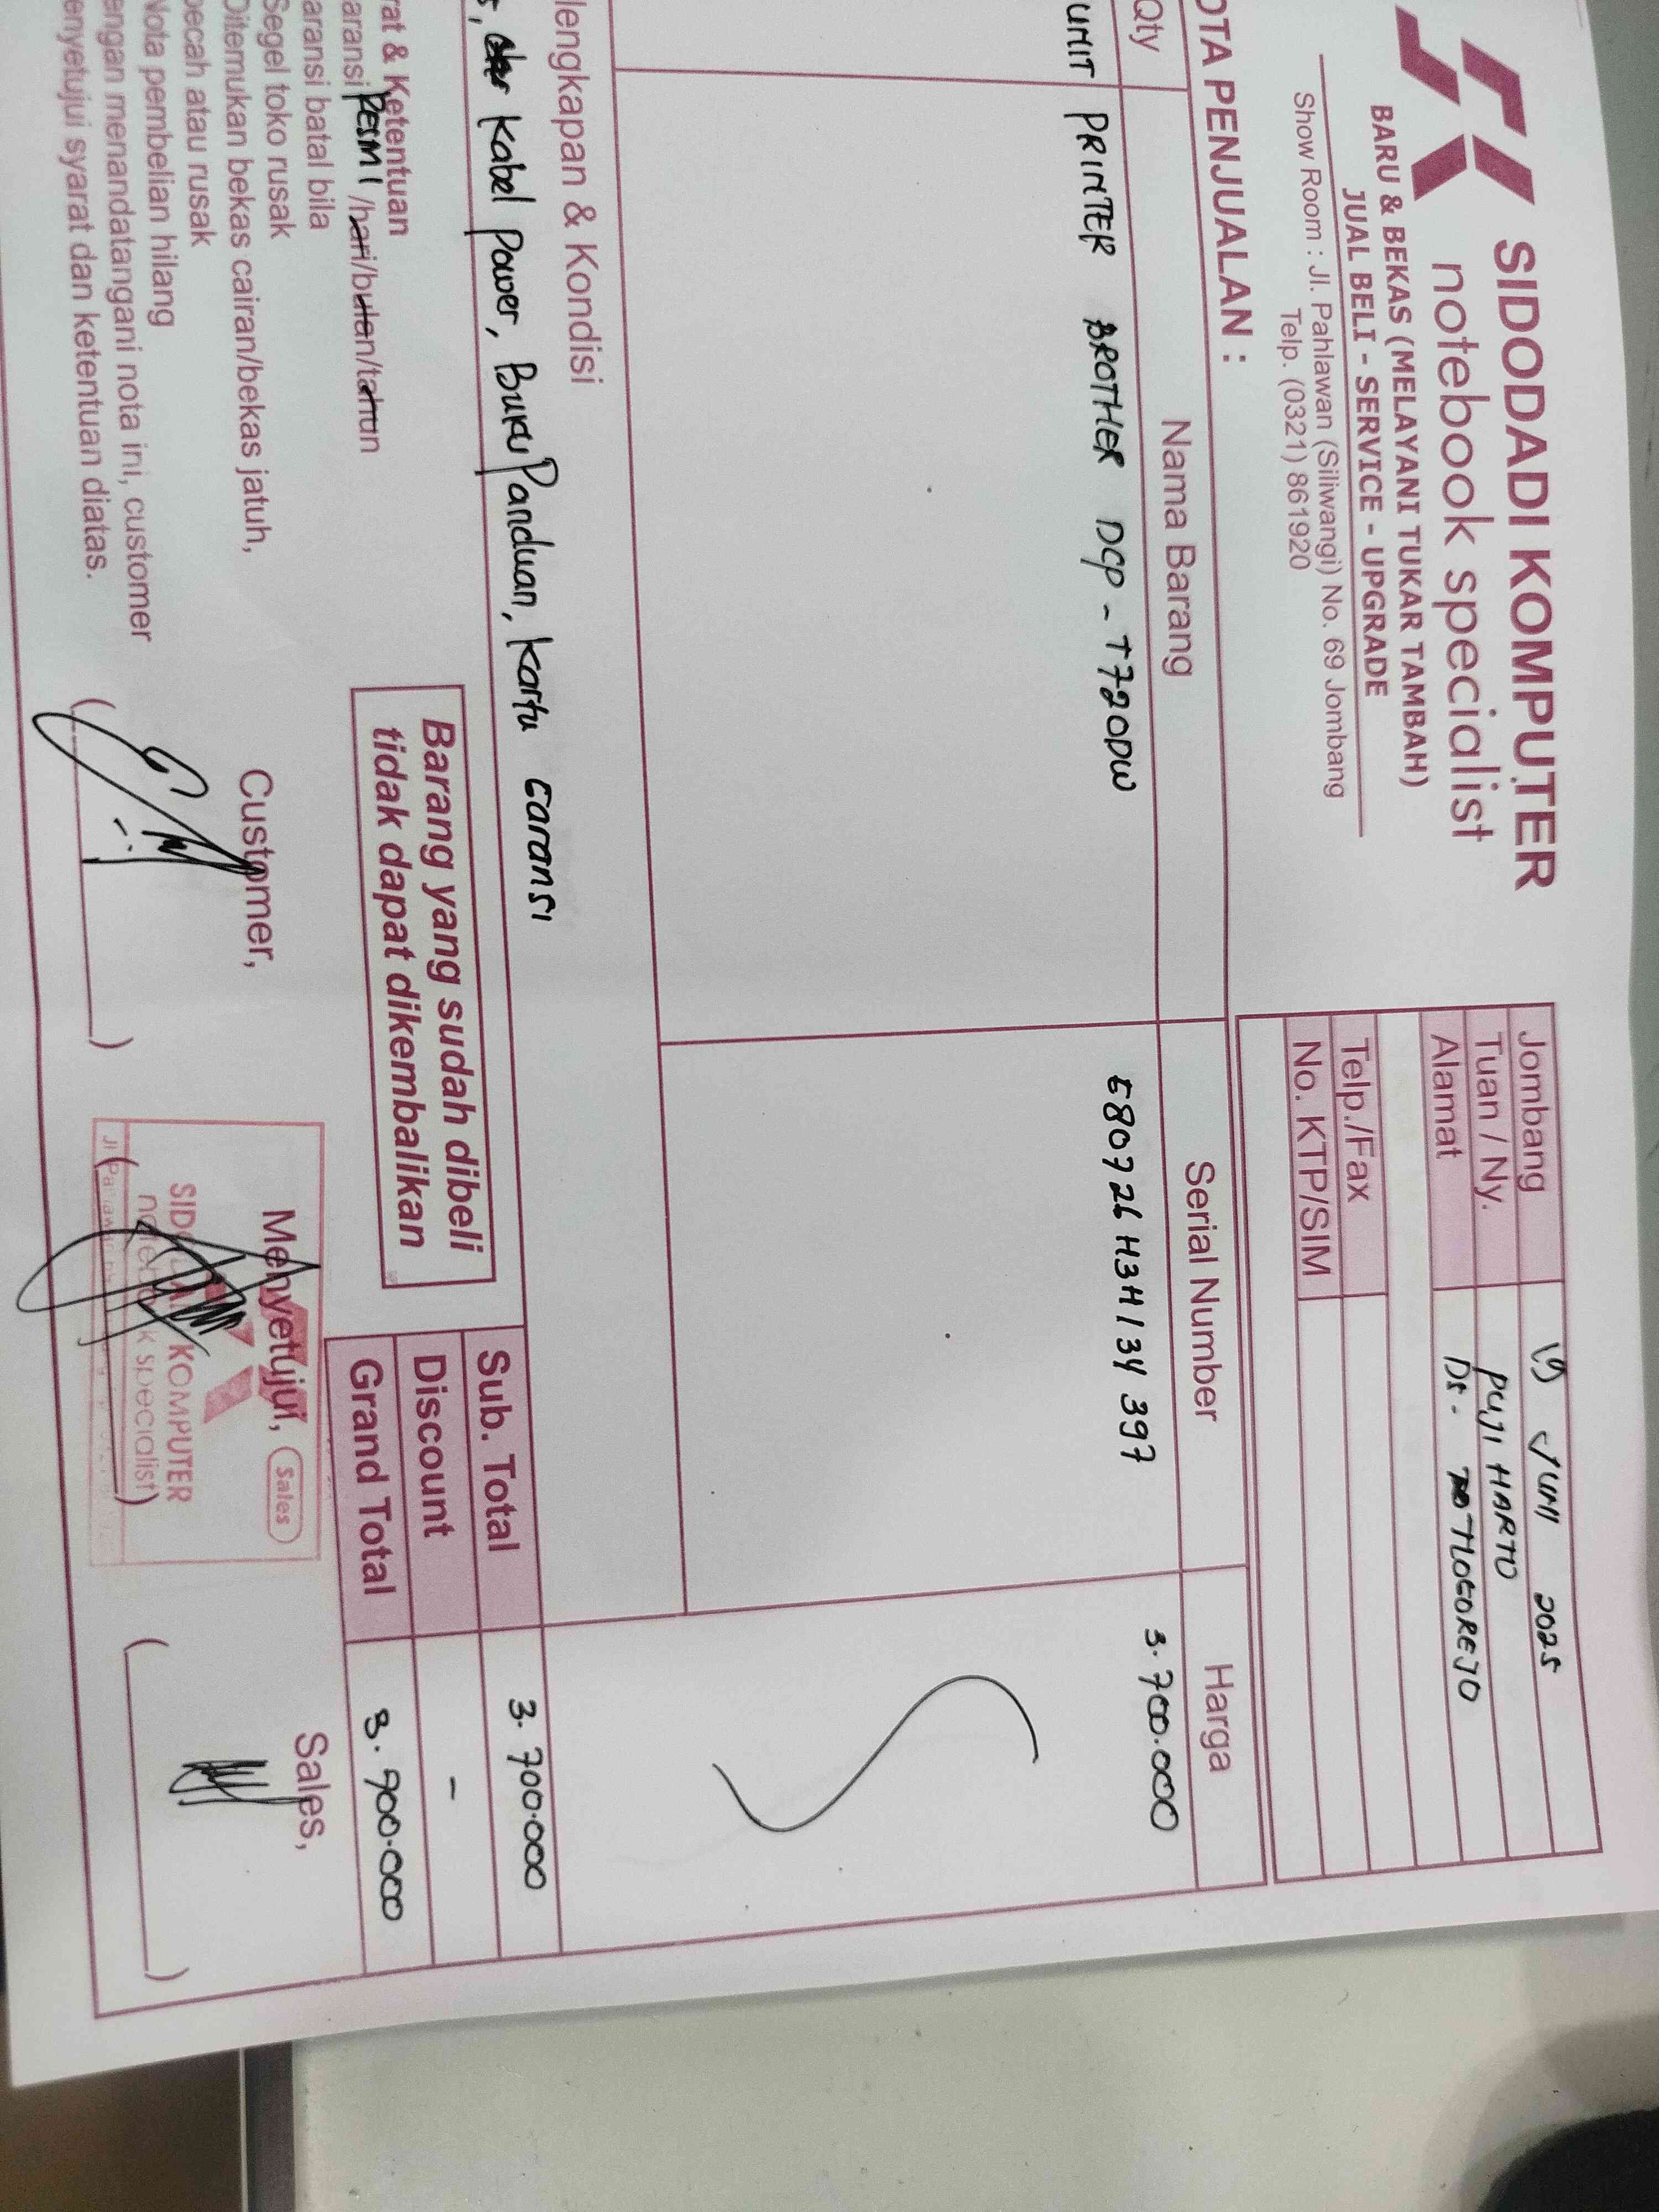 SIDODADI KOMPUTER
notebook specialist
BARU & BEKAS (MELAYANI TUKAR TAMBAH)
JUAL BELI - SERVICE - UPGRADE
Show Room : Jl. Pahlawan (Siliwangi) No. 69 Jombang
Telp. (0321) 861920
Jombang JUNI 2025
Tuan / Ny. PUJI HARTO
Alamat Ds. TLOGOREJO
Telp./Fax
No. KTP/SIM
OTA PENJUALAN :
Qty Nama Barang Serial Number Harga
UNIT PRINTER BROTHER DCP - T720DW E80726H3H134397 3.700.000
lengkapan & Kondisi
Kabel Power, Buku Panduan, Kartu Garansi
Sub. Total 3.700.000
Discount -
Grand Total 3.700.000
Barang yang sudah dibeli
tidak dapat dikembalikan
rat & Ketentuan
aransi RESMI /hari/bulan/tahun
aransi batal bila
Segel toko rusak
Ditemukan bekas cairan/bekas jatuh,
pecah atau rusak
Nota pembelian hilang
engan menandatangani nota ini, customer
enyetujui syarat dan ketentuan diatas.
Customer,
Menyetujui,
Sales,
Sales
SIDODADI KOMPUTER
notebook specialist